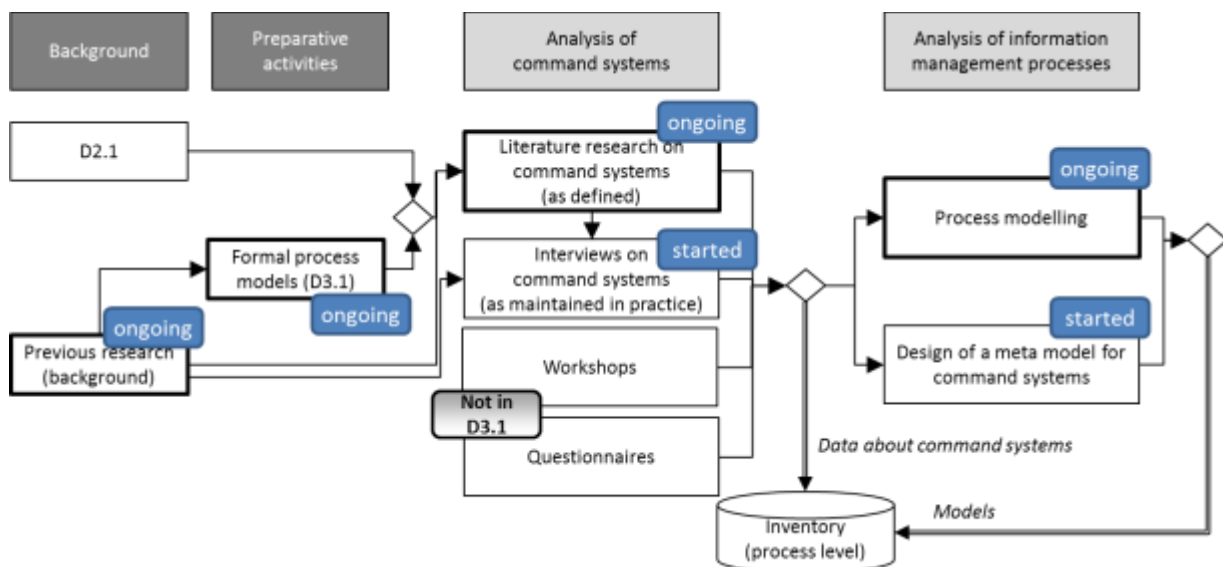 Background
Preparative
activities
Analysis of
command systems
Analysis of information
management processes
D2.1
ongoing
Literature research on
command systems
(as defined)
ongoing
Process modelling
Formal process
models (D3.1)
ongoing
started
Interviews on
command systems
(as maintained in practice)
ongoing
Previous research
(background)
started
Design of a meta model for
command systems
Workshops
Not in
D3.1
Questionnaires
Data about command systems
Models
Inventory
(process level)